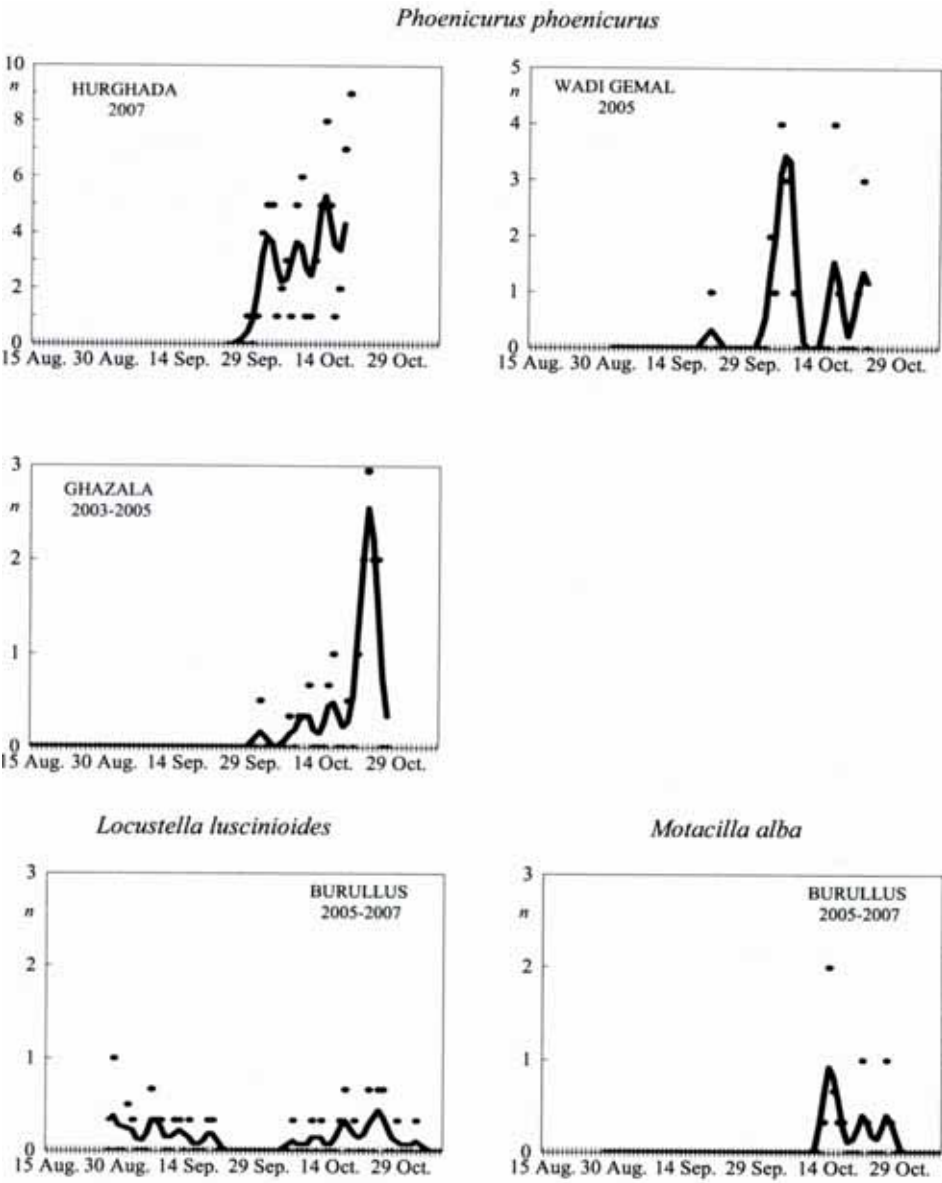 Phoenicurus phoenicurus
10
n
8
6
4
2
0
HURGHADA
2007
15 Aug. 30 Aug. 14 Sep. 29 Sep. 14 Oct. 29 Oct.
5
n
4
3
2
1
0
WADI GEMAL
2005
15 Aug. 30 Aug. 14 Sep. 29 Sep. 14 Oct. 29 Oct.
3
n
2
1
0
GHAZALA
2003-2005
15 Aug. 30 Aug. 14 Sep. 29 Sep. 14 Oct. 29 Oct.
Locustella luscinioides
3
n
2
1
0
BURULLUS
2005-2007
15 Aug. 30 Aug. 14 Sep. 29 Sep. 14 Oct. 29 Oct.
Motacilla alba
3
n
2
1
0
BURULLUS
2005-2007
15 Aug. 30 Aug. 14 Sep. 29 Sep. 14 Oct. 29 Oct.